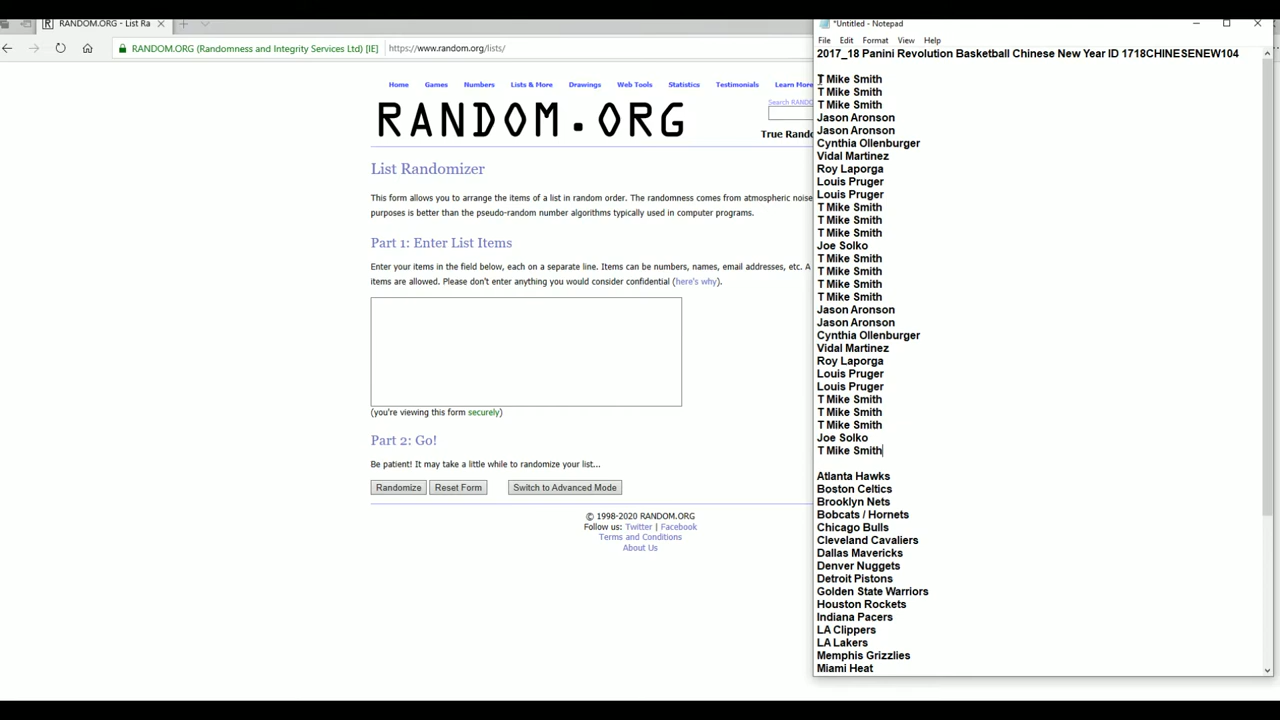 RANDOM.ORG - List Ra
*Untitled - Notepad
RANDOM.ORG (Randomness and Integrity Services Ltd) [IE]
https://www.random.org/lists/
File Edit Format View Help
2017_18 Panini Revolution Basketball Chinese New Year ID 1718CHINESENEW104
Home Games Numbers Lists & More Drawings Web Tools Statistics Testimonials Learn More
Search RANDO
RANDOM.ORG
True Rando
List Randomizer
This form allows you to arrange the items of a list in random order. The randomness comes from atmospheric noise
purposes is better than the pseudo-random number algorithms typically used in computer programs.
Part 1: Enter List Items
Enter your items in the field below, each on a separate line. Items can be numbers, names, email addresses, etc. A
items are allowed. Please don't enter anything you would consider confidential (here's why).
(you're viewing this form securely)
Part 2: Go!
Be patient! It may take a little while to randomize your list...
Randomize Reset Form Switch to Advanced Mode
© 1998-2020 RANDOM.ORG
Follow us: Twitter | Facebook
Terms and Conditions
About Us
T Mike Smith
T Mike Smith
T Mike Smith
Jason Aronson
Jason Aronson
Cynthia Ollenburger
Vidal Martinez
Roy Laporga
Louis Pruger
Louis Pruger
T Mike Smith
T Mike Smith
T Mike Smith
Joe Solko
T Mike Smith
T Mike Smith
T Mike Smith
T Mike Smith
Jason Aronson
Jason Aronson
Cynthia Ollenburger
Vidal Martinez
Roy Laporga
Louis Pruger
Louis Pruger
T Mike Smith
T Mike Smith
T Mike Smith
Joe Solko
T Mike Smith
Atlanta Hawks
Boston Celtics
Brooklyn Nets
Bobcats / Hornets
Chicago Bulls
Cleveland Cavaliers
Dallas Mavericks
Denver Nuggets
Detroit Pistons
Golden State Warriors
Houston Rockets
Indiana Pacers
LA Clippers
LA Lakers
Memphis Grizzlies
Miami Heat